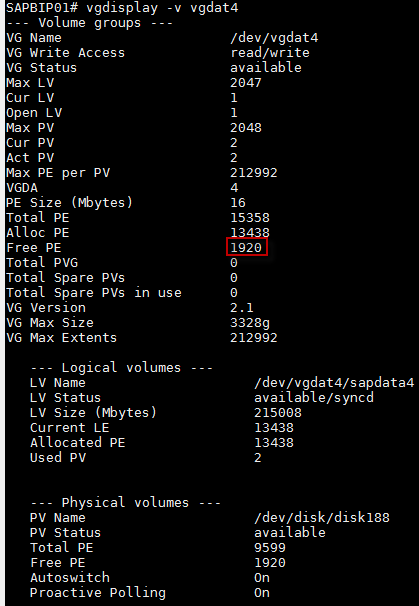 SAPBIP01# vgdisplay -v vgdat4
--- Volume groups ---
VG Name /dev/vgdat4
VG Write Access read/write
VG Status available
Max LV 2047
Cur LV 1
Open LV 1
Max PV 2048
Cur PV 2
Act PV 2
Max PE per PV 212992
VGDA 4
PE Size (Mbytes) 16
Total PE 15358
Alloc PE 13438
Free PE 1920
Total PVG 0
Total Spare PVs 0
Total Spare PVs in use 0
VG Version 2.1
VG Max Size 3328g
VG Max Extents 212992
--- Logical volumes ---
LV Name /dev/vgdat4/sapdata4
LV Status available/syncd
LV Size (Mbytes) 215008
Current LE 13438
Allocated PE 13438
Used PV 2
--- Physical volumes ---
PV Name /dev/disk/disk188
PV Status available
Total PE 9599
Free PE 1920
Autoswitch On
Proactive Polling On